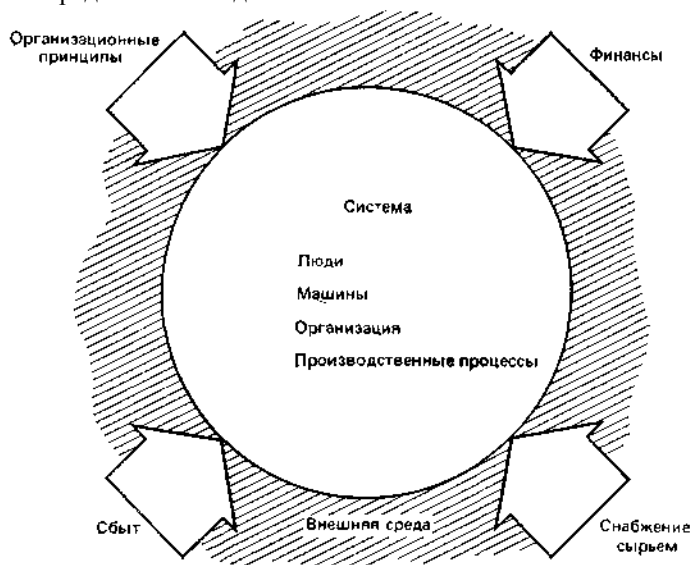 Организационные
принципы
Финансы
Система
Люди
Машины
Организация
Производственные процессы
Сбыт
Внешняя среда
Снабжение
сырьем